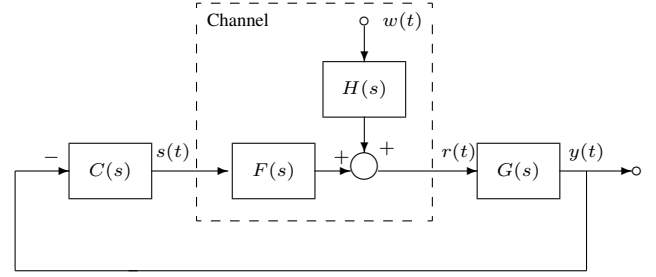 Channel
w(t)
H(s)
+
− C(s) s(t) F(s) + r(t) G(s) y(t)